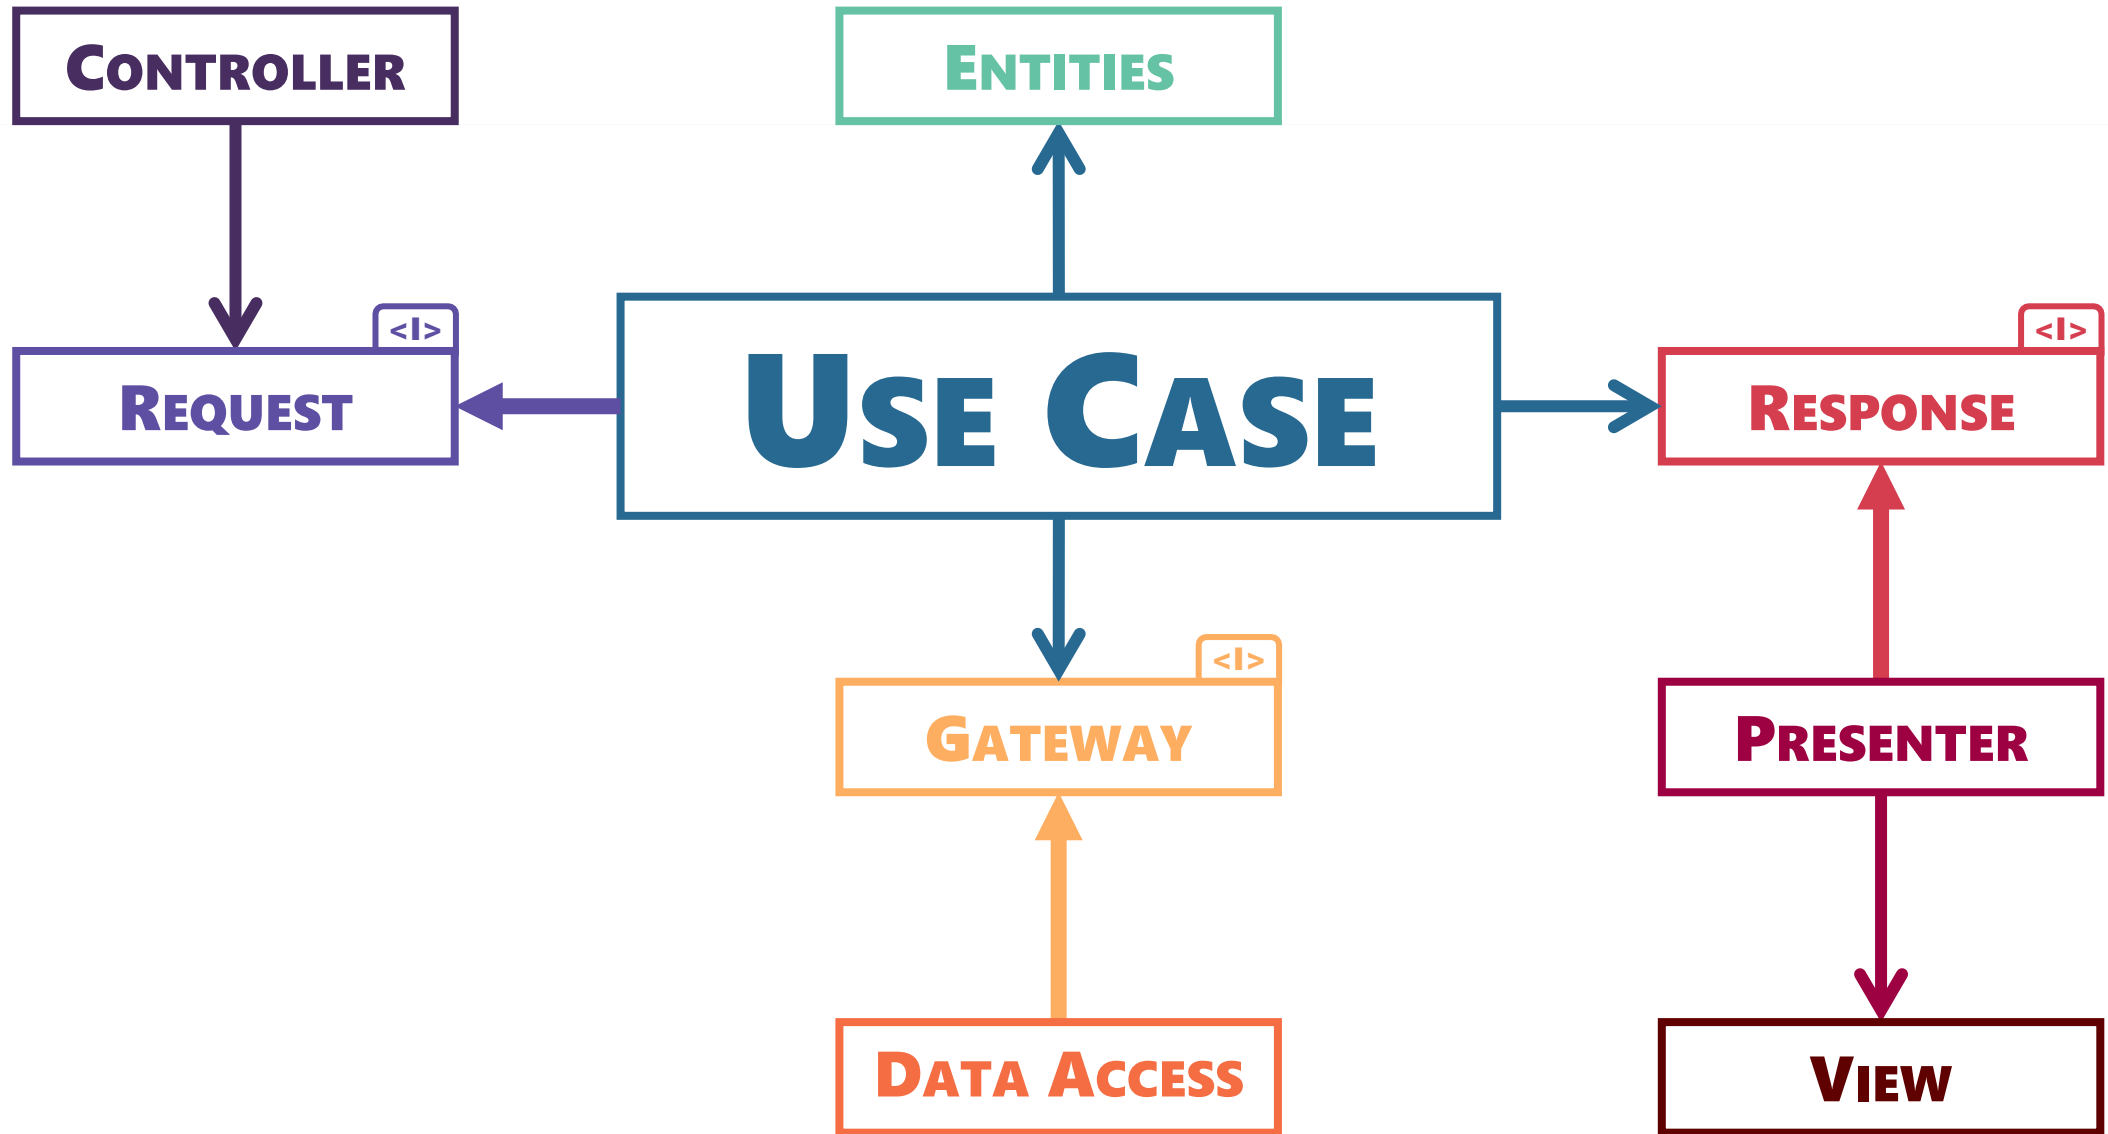 CONTROLLER
ENTITIES
<I>
REQUEST
USE CASE
<I>
RESPONSE
<I>
GATEWAY
PRESENTER
DATA ACCESS
VIEW